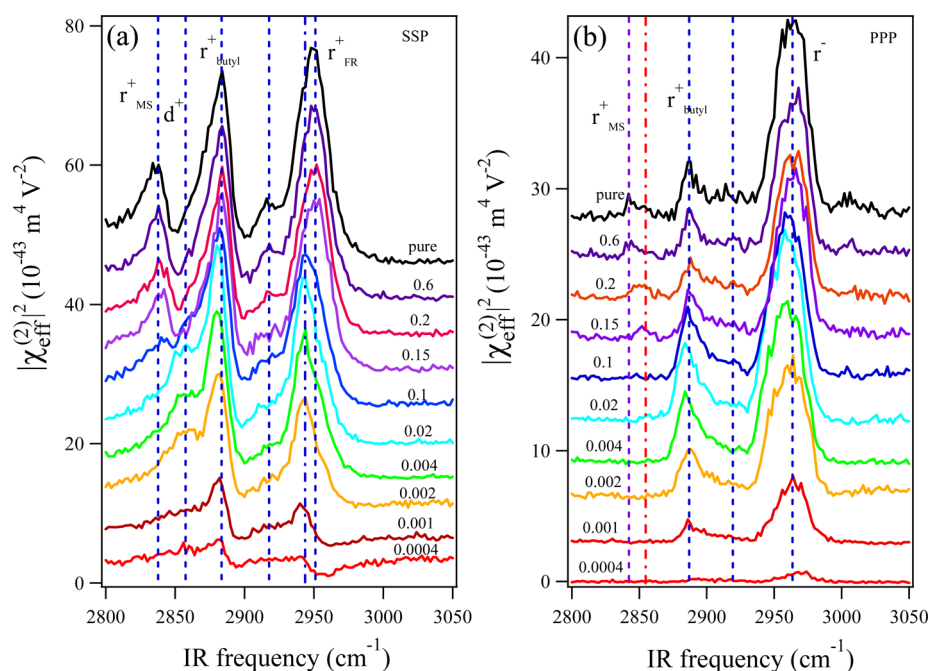 (a)
SSP
r+MS
d+
r+butyl
r+FR
pure
0.6
0.2
0.15
0.1
0.02
0.004
0.002
0.001
0.0004
80
60
40
20
0
|χ(2)eff|2 (10−43 m4 V−2)
2800
2850
2900
2950
3000
3050
IR frequency (cm-1)
(b)
PPP
r+MS
r+butyl
r-
pure
0.6
0.2
0.15
0.1
0.02
0.004
0.002
0.001
0.0004
40
30
20
10
0
|χ(2)eff|2 (10−43 m4 V−2)
2800
2900
2950
3000
3050
IR frequency (cm-1)